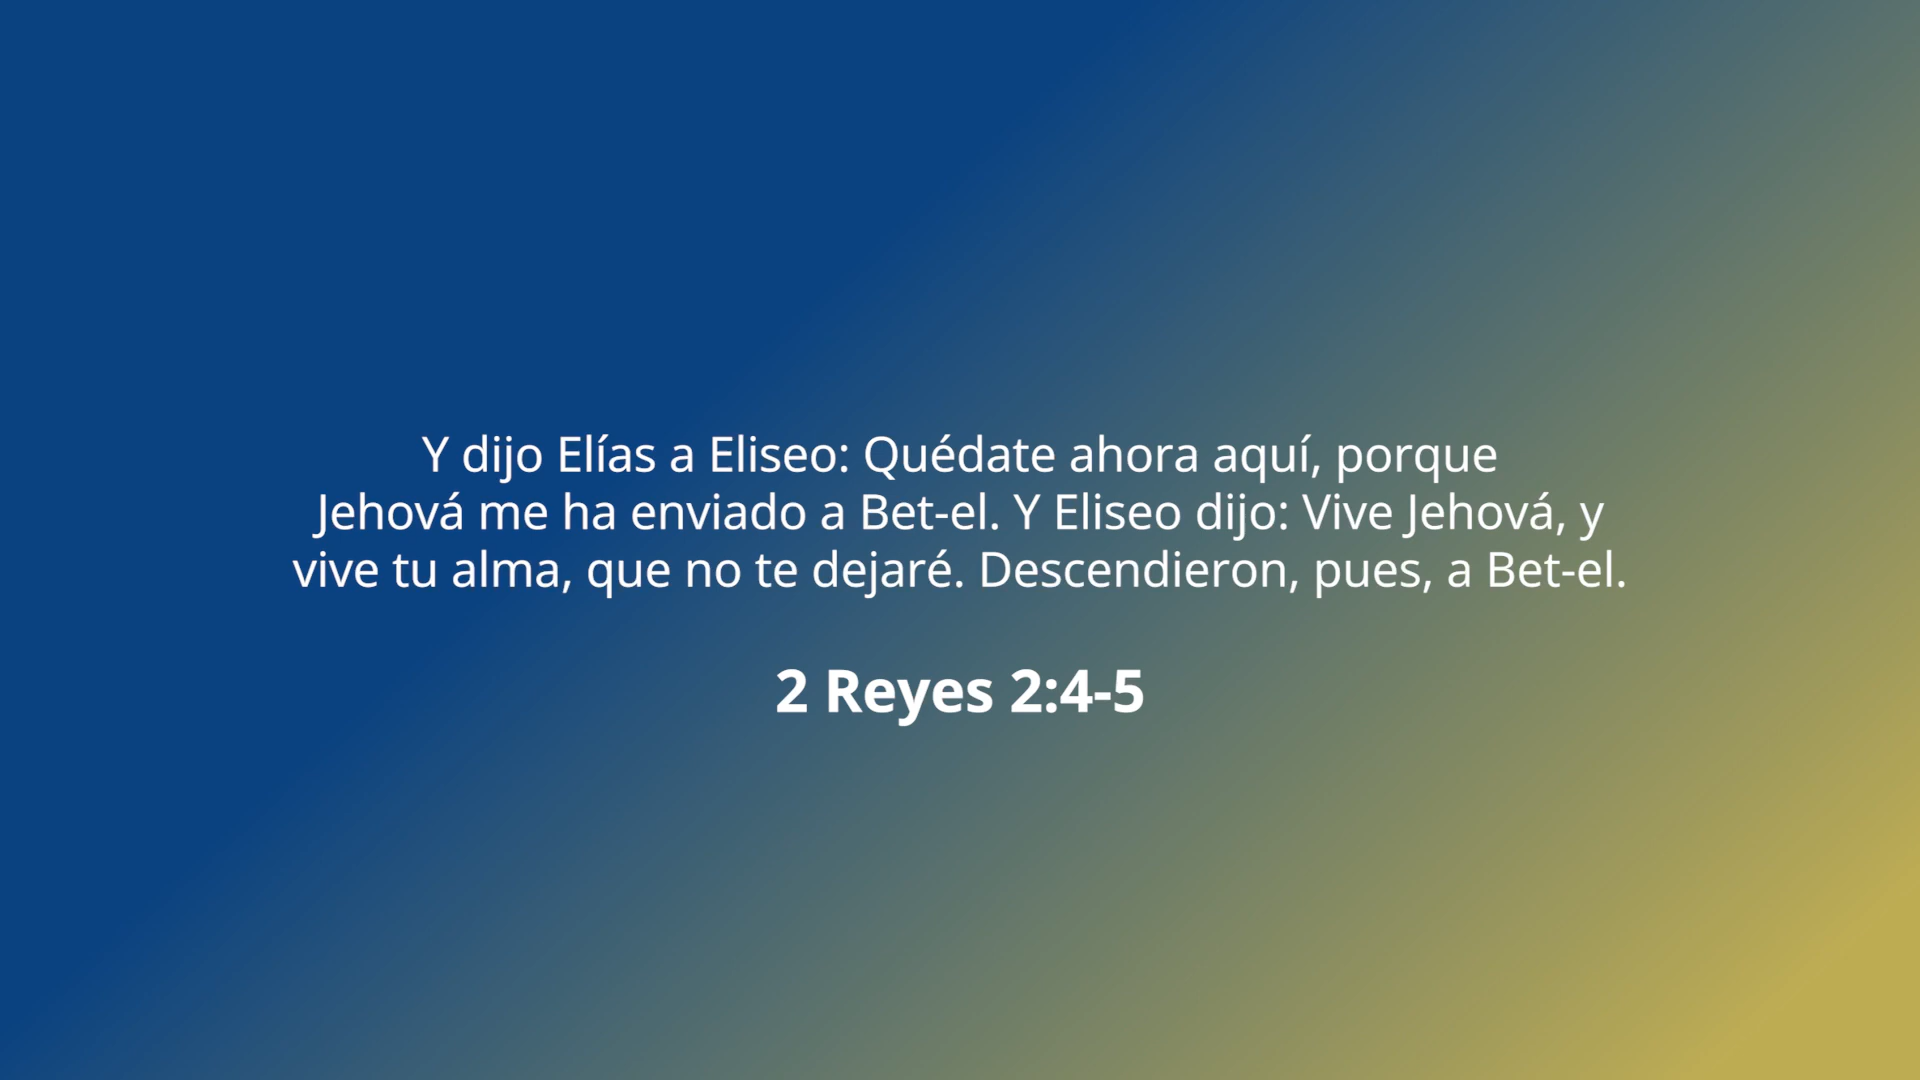 Y dijo Elías a Eliseo: Quédate ahora aquí, porque
Jehová me ha enviado a Bet-el. Y Eliseo dijo: Vive Jehová, y
vive tu alma, que no te dejaré. Descendieron, pues, a Bet-el.
2 Reyes 2:4-5